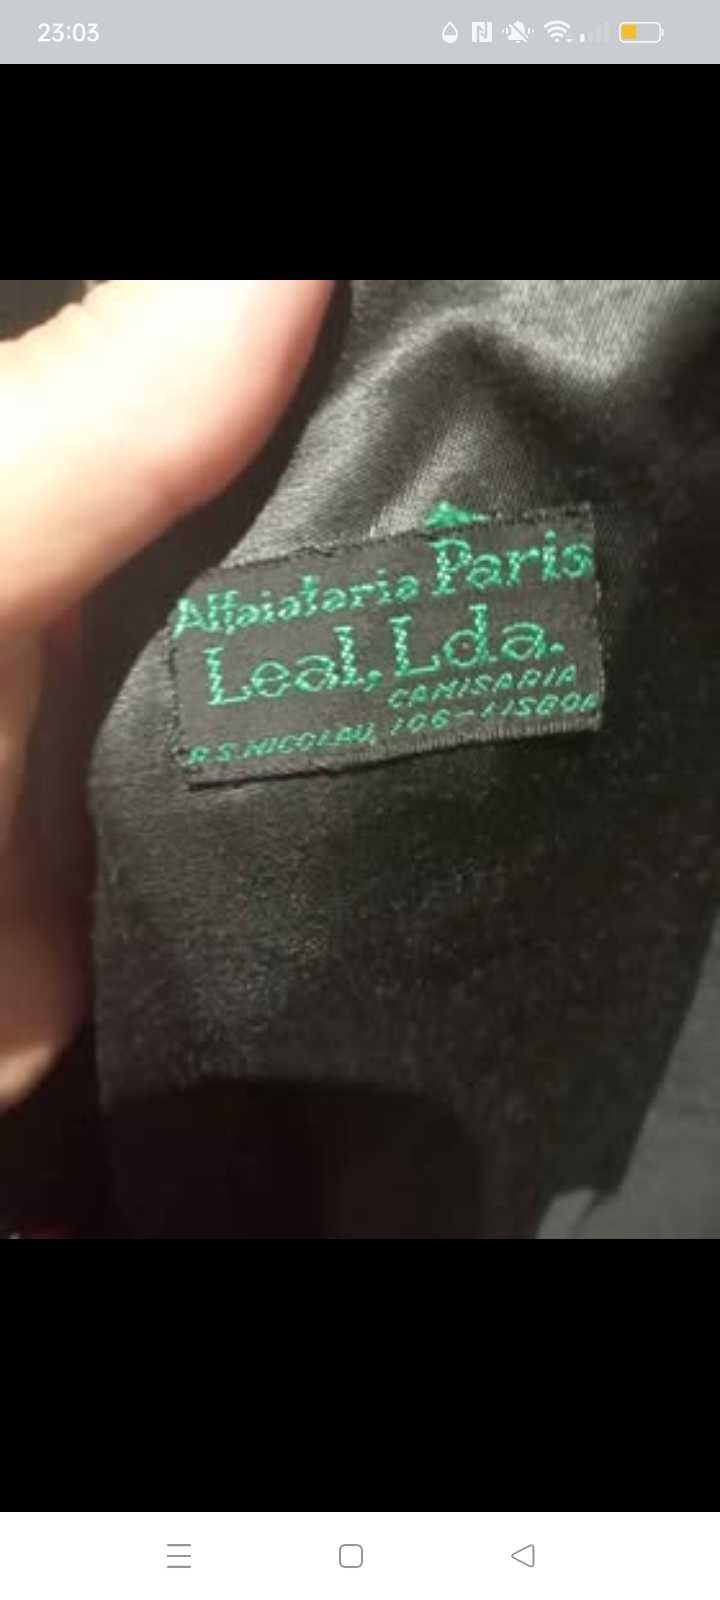 23:03
Alfaiataria Paris
Leal, Lda.
CAMISARIA
R.S.NICOLAU, 106-LISBOA